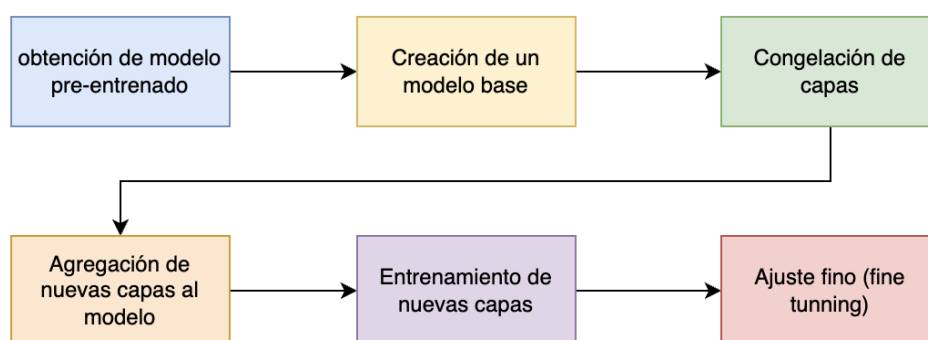 obtención de modelo
pre-entrenado
Creación de un
modelo base
Congelación de
capas
Agregación de
nuevas capas al
modelo
Entrenamiento de
nuevas capas
Ajuste fino (fine
tunning)